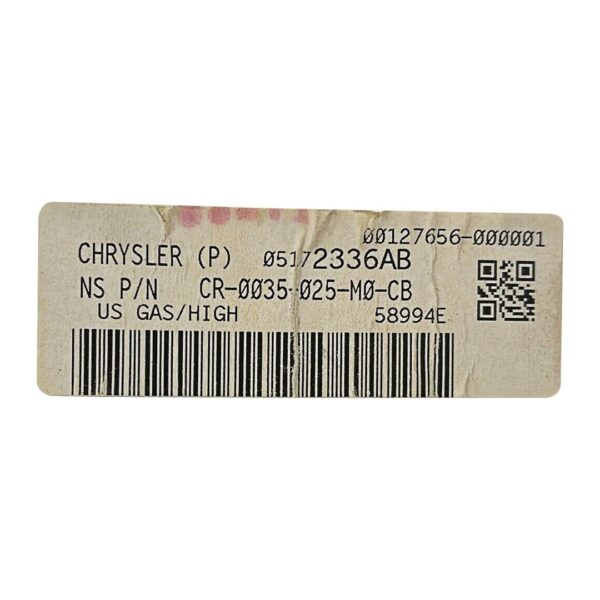 00127656-000001
CHRYSLER (P) 05172336AB
NS P/N CR-0035-025-M0-CB
US GAS/HIGH 58994E